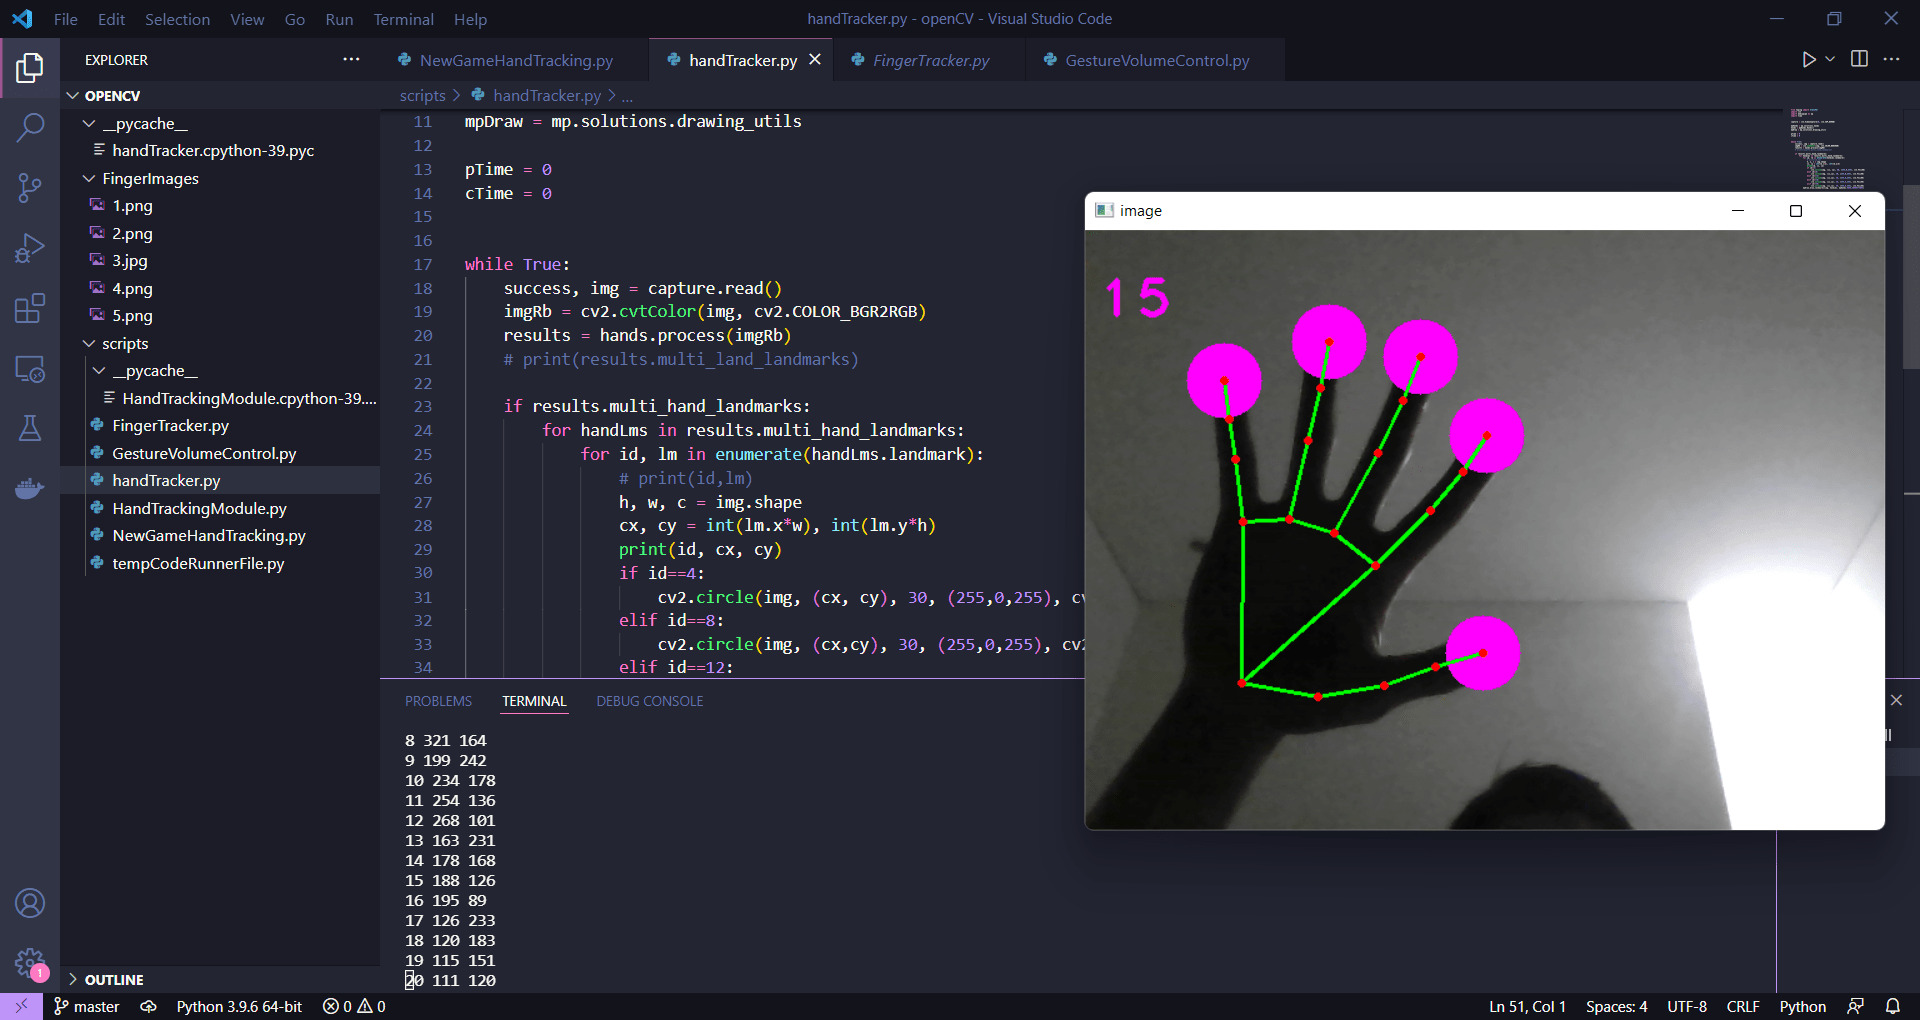 File Edit Selection View Go Run Terminal Help
handTracker.py - openCV - Visual Studio Code
EXPLORER
NewGameHandTracking.py
handTracker.py
FingerTracker.py
GestureVolumeControl.py
OPENCV
__pycache__
handTracker.cpython-39.pyc
FingerImages
1.png
2.png
3.jpg
4.png
5.png
scripts
__pycache__
HandTrackingModule.cpython-39....
FingerTracker.py
GestureVolumeControl.py
handTracker.py
HandTrackingModule.py
NewGameHandTracking.py
tempCodeRunnerFile.py
OUTLINE
scripts > handTracker.py > ...
11 mpDraw = mp.solutions.drawing_utils
12
13 pTime = 0
14 cTime = 0
15
16
17 while True:
18 success, img = capture.read()
19 imgRb = cv2.cvtColor(img, cv2.COLOR_BGR2RGB)
20 results = hands.process(imgRb)
21 # print(results.multi_land_landmarks)
22
23 if results.multi_hand_landmarks:
24 for handLms in results.multi_hand_landmarks:
25 for id, lm in enumerate(handLms.landmark):
26 # print(id,lm)
27 h, w, c = img.shape
28 cx, cy = int(lm.x*w), int(lm.y*h)
29 print(id, cx, cy)
30 if id==4:
31 cv2.circle(img, (cx, cy), 30, (255,0,255), cv
32 elif id==8:
33 cv2.circle(img, (cx,cy), 30, (255,0,255), cv2
34 elif id==12:
image
15
PROBLEMS TERMINAL DEBUG CONSOLE
8 321 164
9 199 242
10 234 178
11 254 136
12 268 101
13 163 231
14 178 168
15 188 126
16 195 89
17 126 233
18 120 183
19 115 151
20 111 120
1
master Python 3.9.6 64-bit 0 0
Ln 51, Col 1 Spaces: 4 UTF-8 CRLF Python